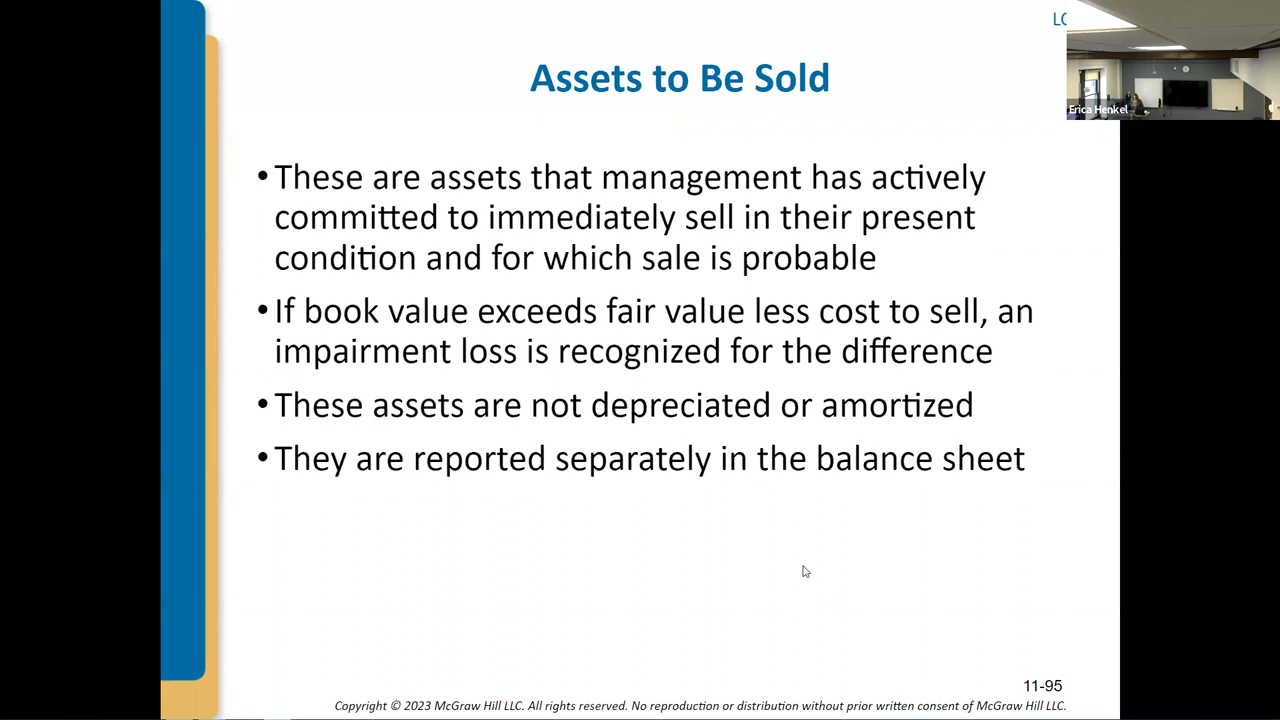 LO
Assets to Be Sold
Erica Henkel
•These are assets that management has actively
committed to immediately sell in their present
condition and for which sale is probable
•If book value exceeds fair value less cost to sell, an
impairment loss is recognized for the difference
•These assets are not depreciated or amortized
•They are reported separately in the balance sheet
11-95
Copyright © 2023 McGraw Hill LLC. All rights reserved. No reproduction or distribution without prior written consent of McGraw Hill LLC.